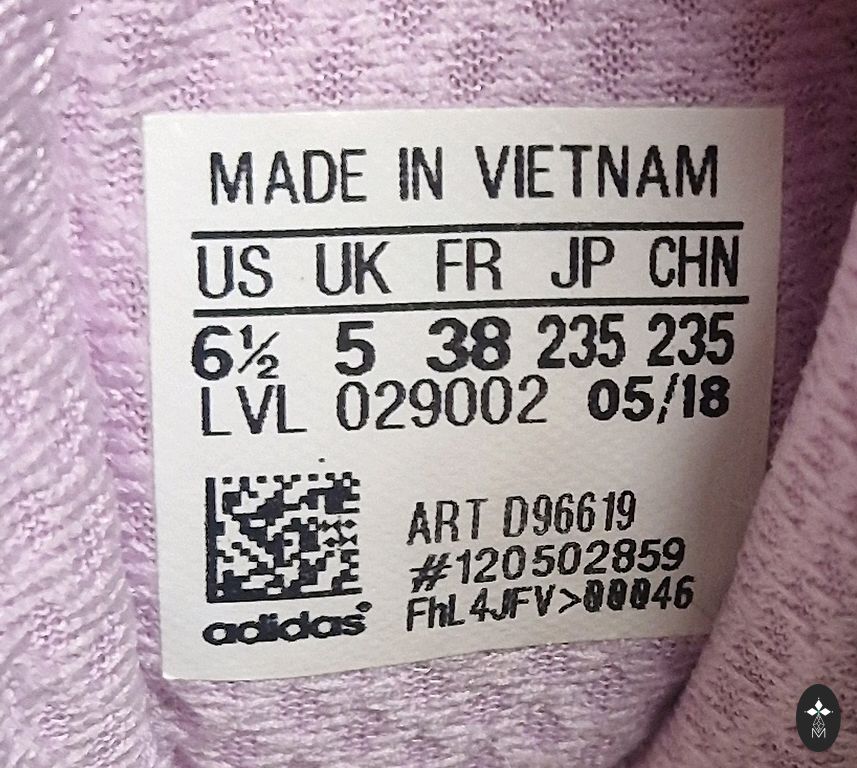 MADE IN VIETNAM
US UK FR JP CHN
6½ 5 38 235 235
LVL 029002 05/18
ART D96619
#120502859
FhL4JFV>00046
adidas®
M